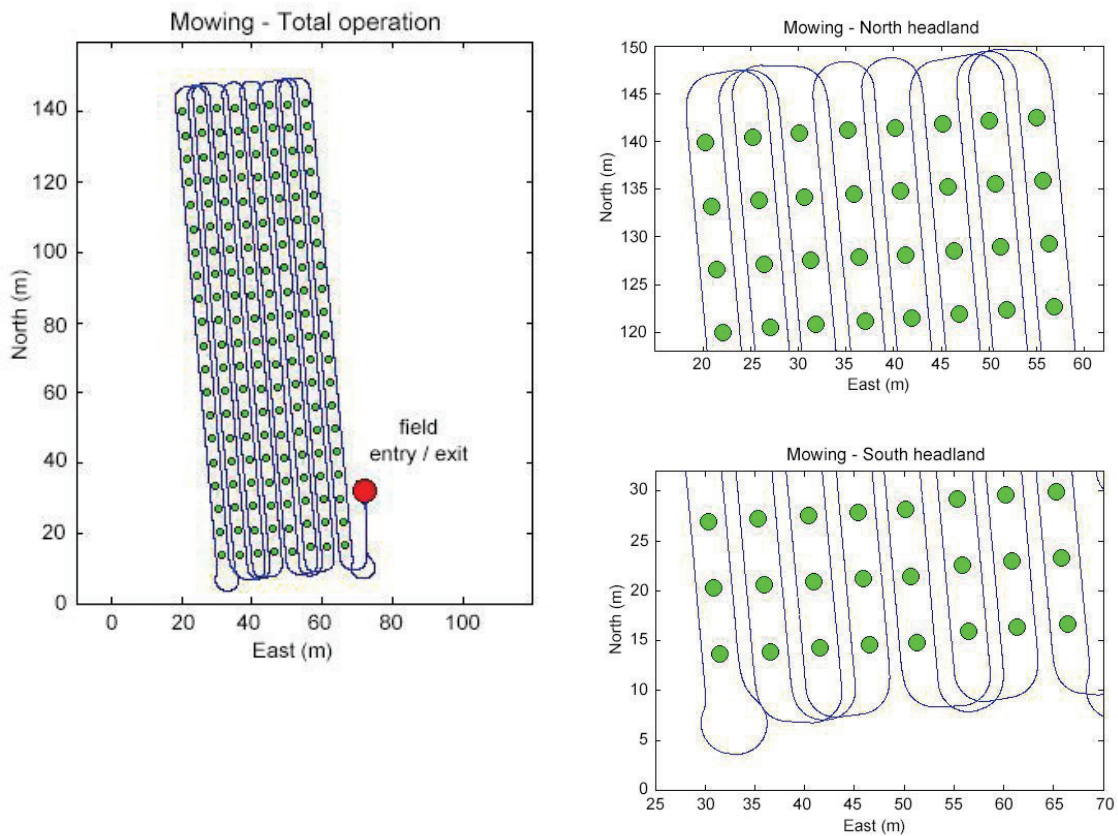 Mowing - Total operation
140
120
100
80
60
40
20
0
North (m)
field
entry / exit
0 20 40 60 80 100
East (m)
Mowing - North headland
150
145
140
135
130
125
120
North (m)
20 25 30 35 40 45 50 55 60
East (m)
Mowing - South headland
30
25
20
15
10
5
0
North (m)
25 30 35 40 45 50 55 60 65 70
East (m)